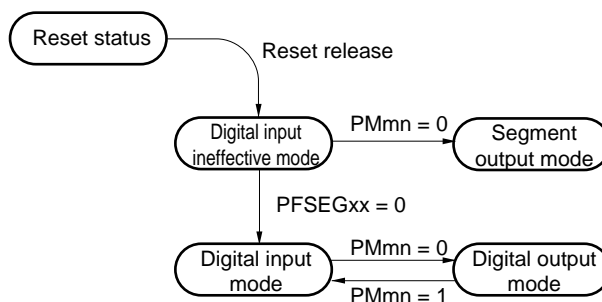 Reset status
Reset release
Digital input
ineffective mode
PMmn = 0
Segment
output mode
PFSEGxx = 0
Digital input
mode
PMmn = 0
PMmn = 1
Digital output
mode